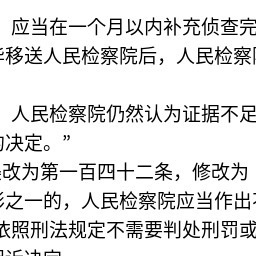 应当在一个月以内补充侦查完
毕移送人民检察院后，人民检察院
，人民检察院仍然认为证据不足
的决定。”
改为第一百四十二条，修改为
形之一的，人民检察院应当作出不
依照刑法规定不需要判处刑罚或